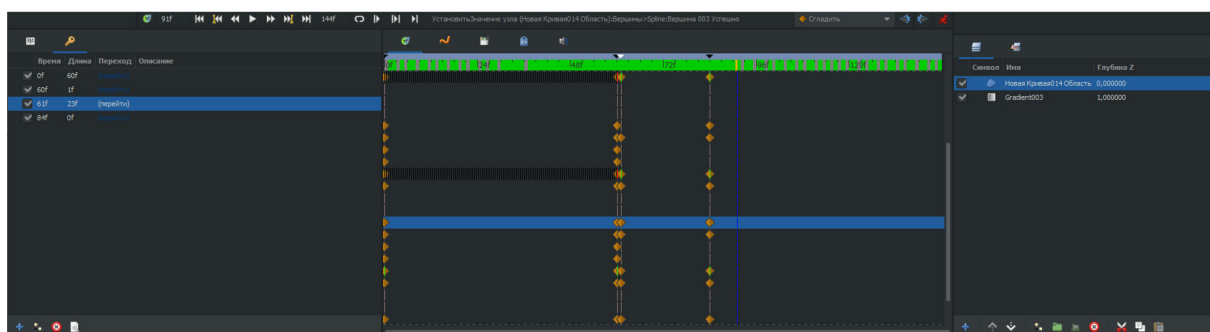 91f 144f УстановитьЗначение узла (Новая Кривая014 Область):Вершины>Spline:Вершина 003 Успешно Сгладить
Время Длина Переход Описание
0f 60f
60f 1f
61f 23f (перейти)
84f 0f
0f 24f 48f 72f 96f 120f
Символ Имя Глубина Z
Новая Кривая014 Область 0,000000
Gradient003 1,000000